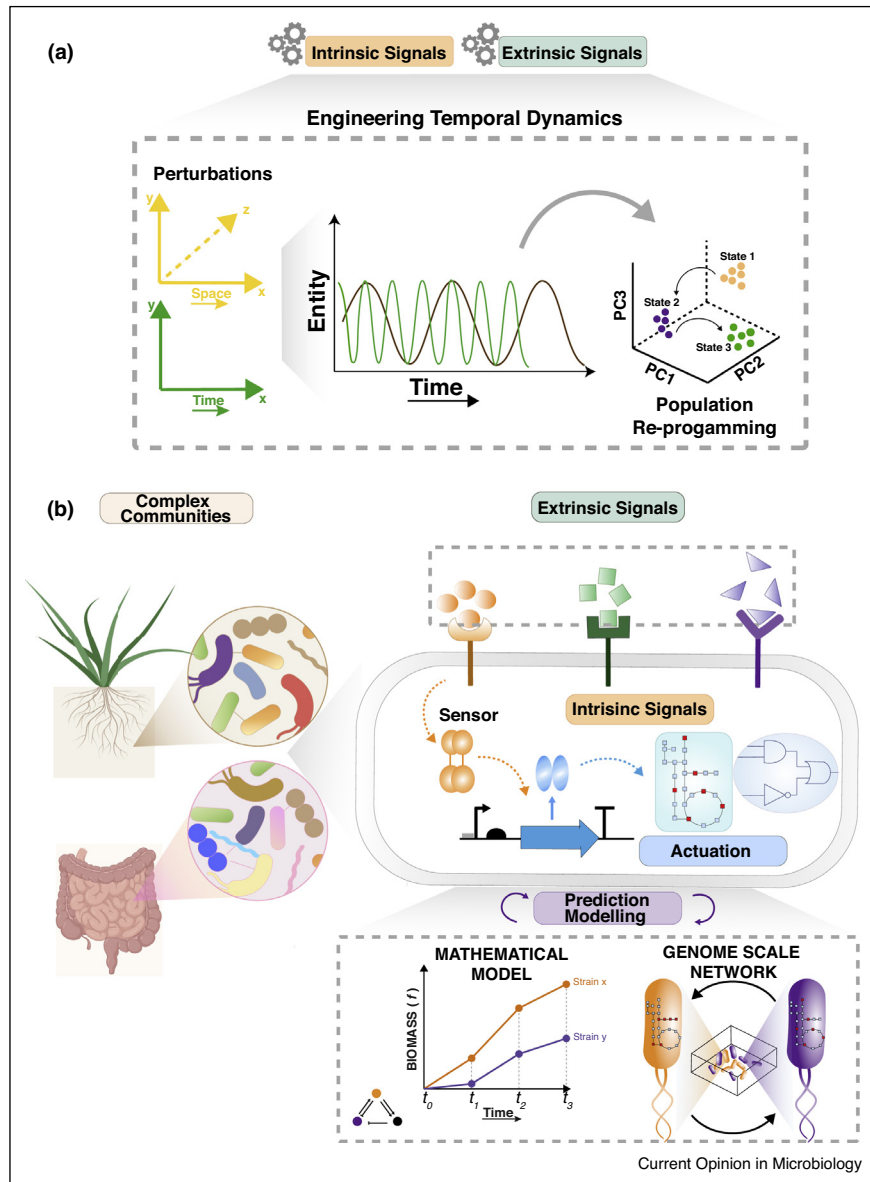 (a)
Intrinsic Signals
Extrinsic Signals
Engineering Temporal Dynamics
Perturbations
y
z
Space
x
y
Time
x
Entity
Time
PC3
State 1
State 2
State 3
PC1
PC2
Population
Re-progamming
(b)
Complex
Communities
Extrinsic Signals
Sensor
Intrisinc Signals
Actuation
Prediction
Modelling
MATHEMATICAL
MODEL
BIOMASS (f)
Strain x
Strain y
t0
t1
t2
t3
Time
GENOME SCALE
NETWORK
Current Opinion in Microbiology